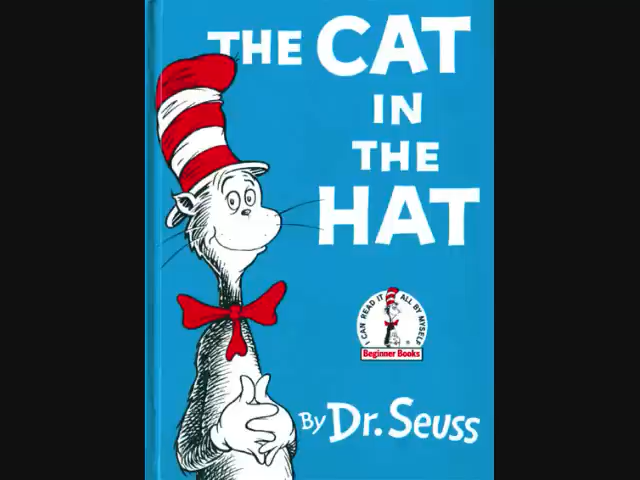 THE CAT
IN
THE
HAT
I CAN READ IT ALL BY MYSELF
Beginner Books
By Dr. Seuss